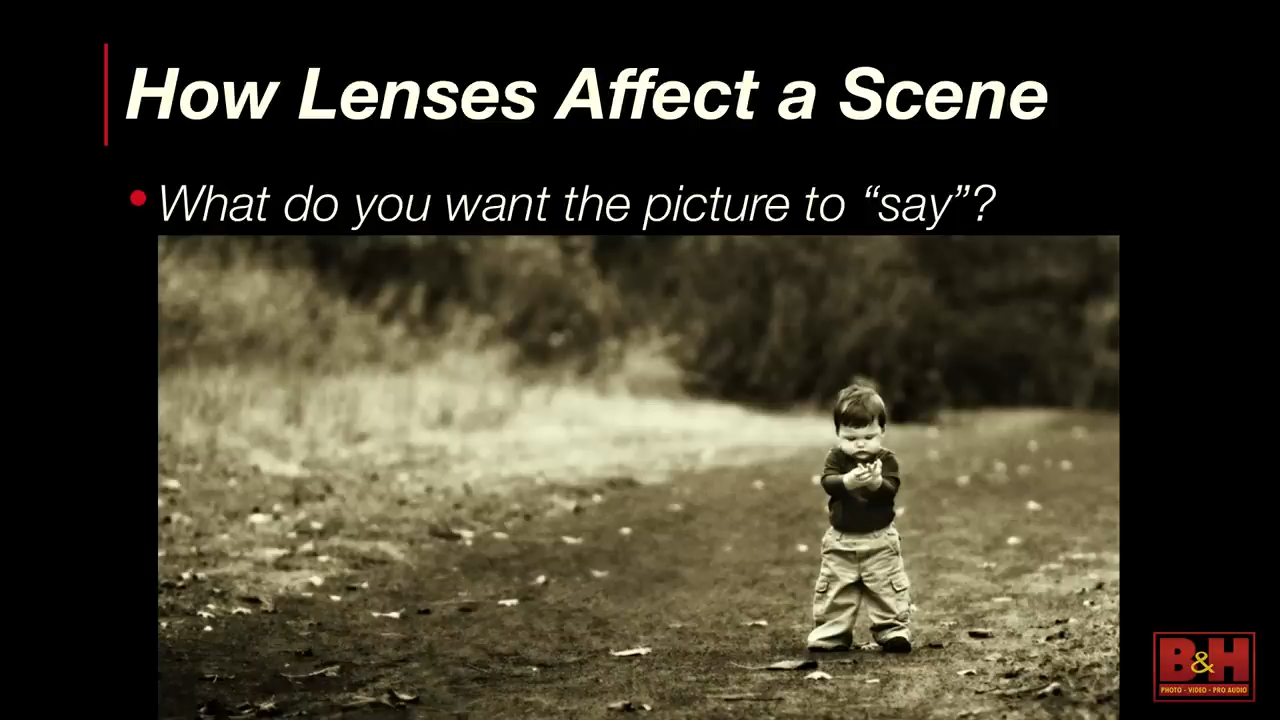 How Lenses Affect a Scene
• What do you want the picture to “say”?
B&H
PHOTO - VIDEO - PRO AUDIO